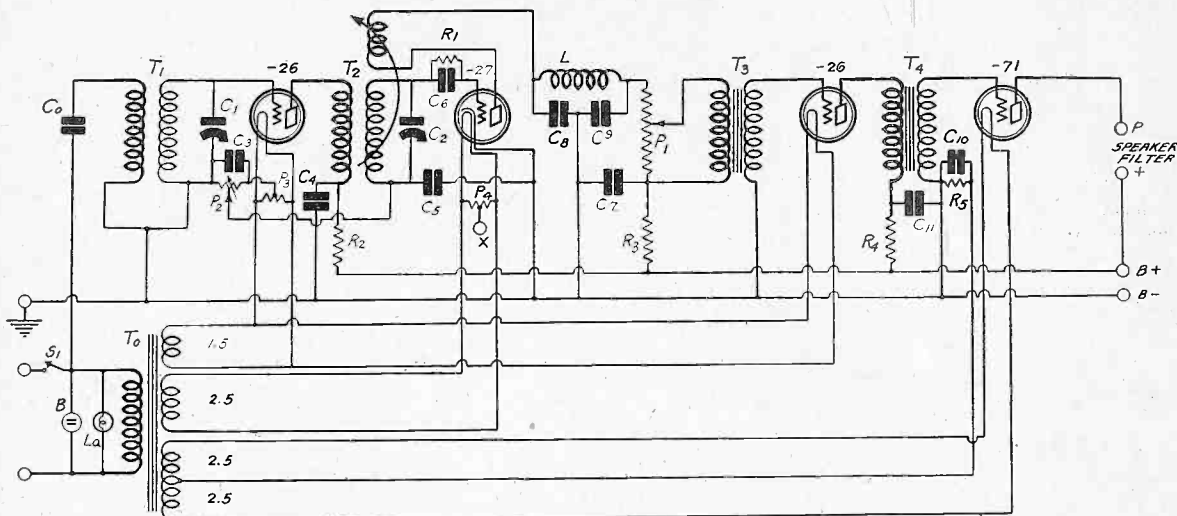 R1
T1
-26
T2
-27
L
T3
-26
T4
-71
C0
C1
C6
C10
P
C3
C2
C8
C9
P1
SPEAKER
FILTER
+
P2
P3
C4
C5
P4
C7
R5
C11
X
R2
R3
R4
B+
B-
T0
S1
1.5
B
La
2.5
2.5
2.5